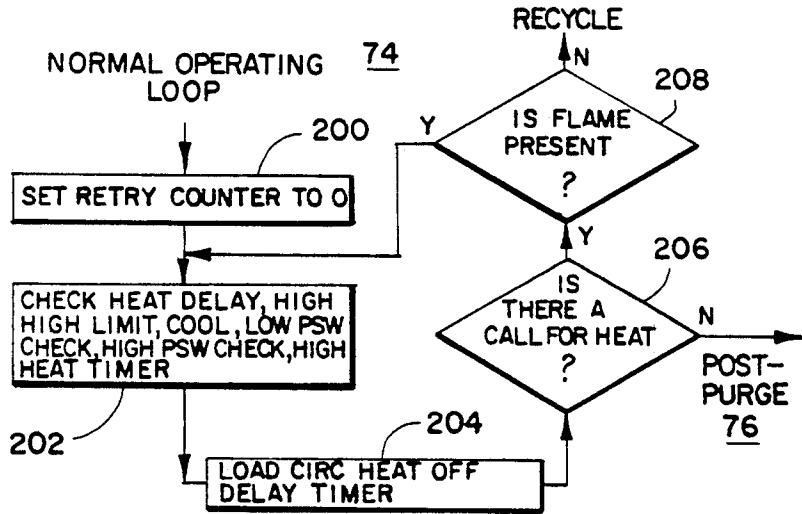 NORMAL OPERATING
LOOP
74
200
SET RETRY COUNTER TO 0
CHECK HEAT DELAY, HIGH
HIGH LIMIT, COOL, LOW PSW
CHECK, HIGH PSW CHECK, HIGH
HEAT TIMER
202
204
LOAD CIRC HEAT OFF
DELAY TIMER
RECYCLE
N
208
Y
IS FLAME
PRESENT
?
Y
206
IS
THERE A
CALL FOR HEAT
?
N
POST-
PURGE
76